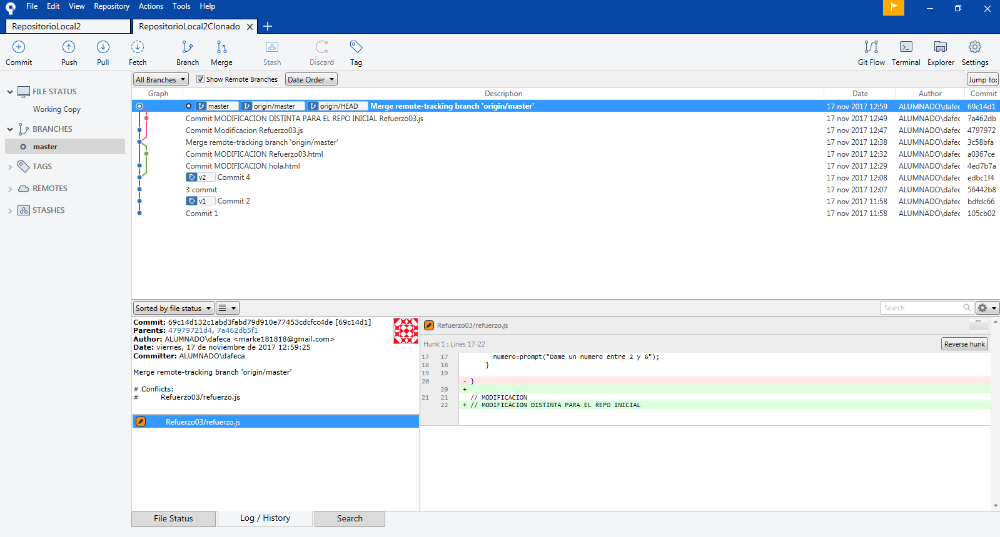 File Edit View Repository Actions Tools Help
RepositorioLocal2 RepositorioLocal2Clonado
Commit Push Pull Fetch Branch Merge Stash Discard Tag Git Flow Terminal Explorer Settings
FILE STATUS
Working Copy
BRANCHES
master
TAGS
REMOTES
STASHES
All Branches Show Remote Branches Date Order Jump to:
Graph Description Date Author Commit
master origin/master origin/HEAD Merge remote-tracking branch 'origin/master' 17 nov 2017 12:59 ALUMNADO\dafec 69c14d1
Commit MODIFICACION DISTINTA PARA EL REPO INICIAL Refuerzo03.js 17 nov 2017 12:49 ALUMNADO\dafec 7a462db
Commit Modificacion Refuerzo03.js 17 nov 2017 12:47 ALUMNADO\dafec 4797972
Merge remote-tracking branch 'origin/master' 17 nov 2017 12:38 ALUMNADO\dafec 3c58bfa
Commit MODIFICACION Refuerzo03.html 17 nov 2017 12:32 ALUMNADO\dafec a0367ce
Commit MODIFICACION hola.html 17 nov 2017 12:29 ALUMNADO\dafec 4ed7b7a
v2 Commit 4 17 nov 2017 12:08 ALUMNADO\dafec edbc1f4
3 commit 17 nov 2017 12:07 ALUMNADO\dafec 56442b8
v1 Commit 2 17 nov 2017 11:58 ALUMNADO\dafec bdfdc66
Commit 1 17 nov 2017 11:58 ALUMNADO\dafec 105cb02
Sorted by file status Search
Commit: 69c14d132c1abd3fabd79d910e77453cdcfcc4de [69c14d1]
Parents: 47979721d4, 7a462db5f1
Author: ALUMNADO\dafeca <marke181818@gmail.com>
Date: viernes, 17 de noviembre de 2017 12:59:25
Committer: ALUMNADO\dafeca
Merge remote-tracking branch 'origin/master'
# Conflicts:
# Refuerzo03/refuerzo.js
Refuerzo03/refuerzo.js
Refuerzo03/refuerzo.js
Hunk 1 : Lines 17-22 Reverse hunk
17 17 numero=prompt("Dame un numero entre 2 y 6");
18 18 }
19 19
20 - }
20 +
21 21 // MODIFICACION
22 + // MODIFICACION DISTINTA PARA EL REPO INICIAL
File Status Log / History Search